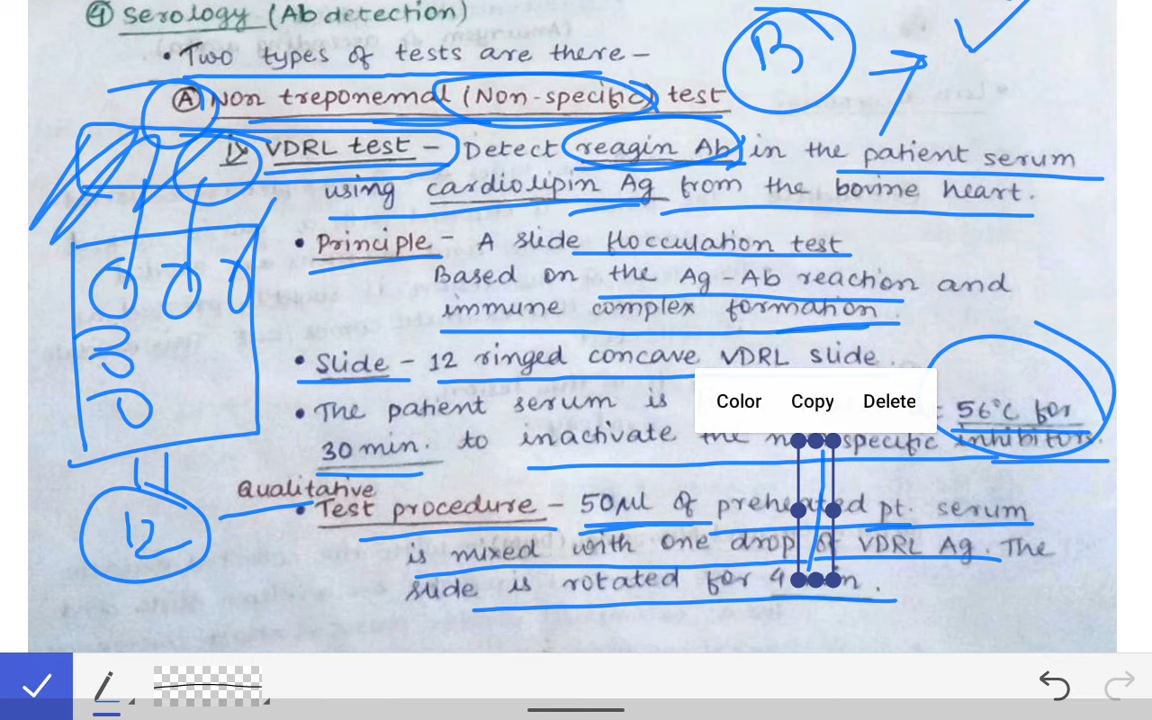 ④ Serology (Ab detection)
• Two types of tests are there –
Ⓐ Non treponemal (Non-specific) test
B
i) VDRL test – Detect reagin Ab in the patient serum
using cardiolipin Ag from the bovine heart.
• Principle – A slide flocculation test
Based on the Ag-Ab reaction and
immune complex formation.
• Slide – 12 ringed concave VDRL slide
Color Copy Delete
• The patient serum is 56°C for
30 min. to inactivate the specific inhibitors.
12
Qualitative
• Test procedure – 50μl of preheated pt. serum
is mixed with one drop of VDRL Ag. The
slide is rotated for 4